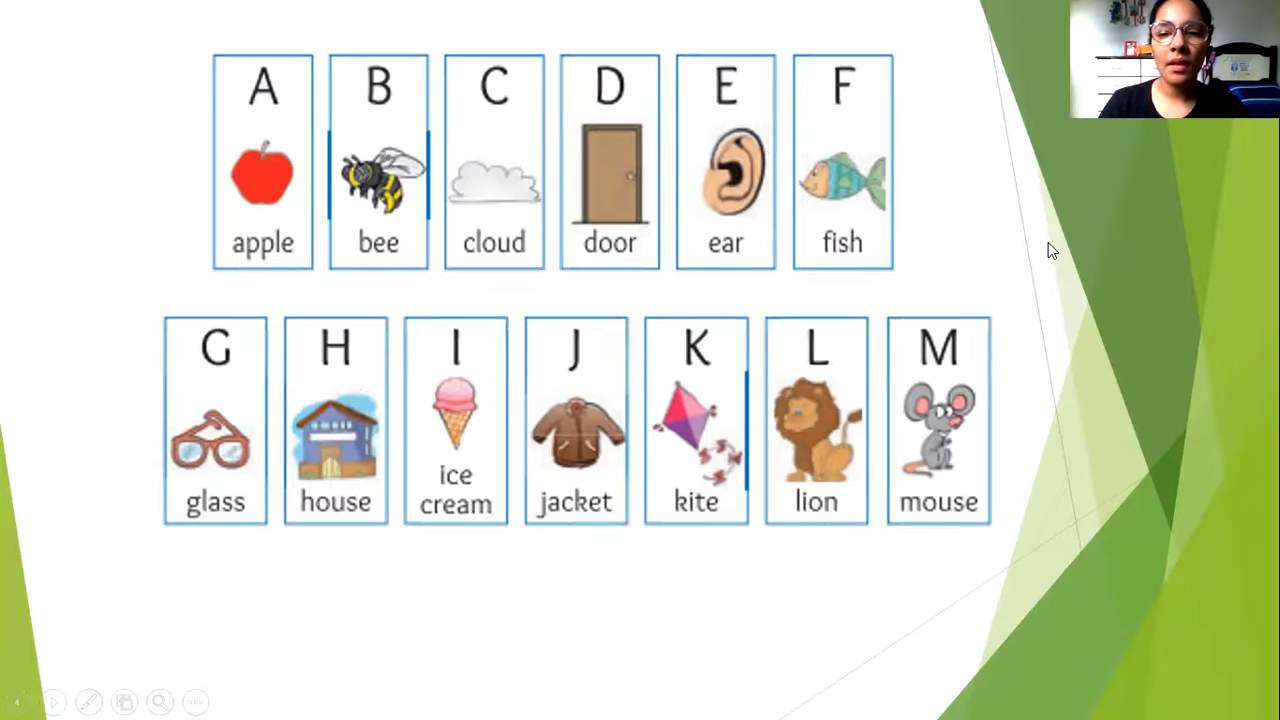 A B C D E F
apple bee cloud door ear fish
G H I J K L M
glass house ice cream jacket kite lion mouse